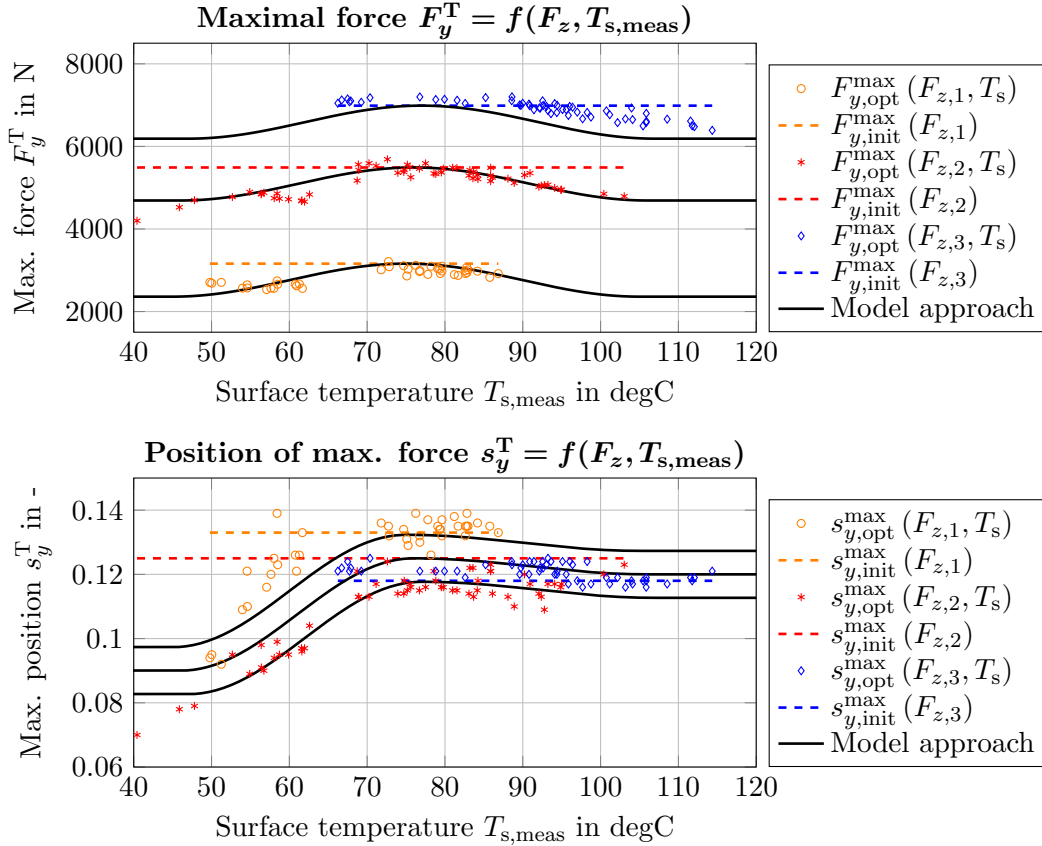 Maximal force F_y^T = f(F_z, T_s,meas)
Max. force F_y^T in N
8000
6000
4000
2000
40 50 60 70 80 90 100 110 120
Surface temperature T_s,meas in degC
F_y,opt^max (F_z,1, T_s)
F_y,init^max (F_z,1)
F_y,opt^max (F_z,2, T_s)
F_y,init^max (F_z,2)
F_y,opt^max (F_z,3, T_s)
F_y,init^max (F_z,3)
Model approach
Position of max. force s_y^T = f(F_z, T_s,meas)
Max. position s_y^T in -
0.14
0.12
0.1
0.08
0.06
40 50 60 70 80 90 100 110 120
Surface temperature T_s,meas in degC
s_y,opt^max (F_z,1, T_s)
s_y,init^max (F_z,1)
s_y,opt^max (F_z,2, T_s)
s_y,init^max (F_z,2)
s_y,opt^max (F_z,3, T_s)
s_y,init^max (F_z,3)
Model approach